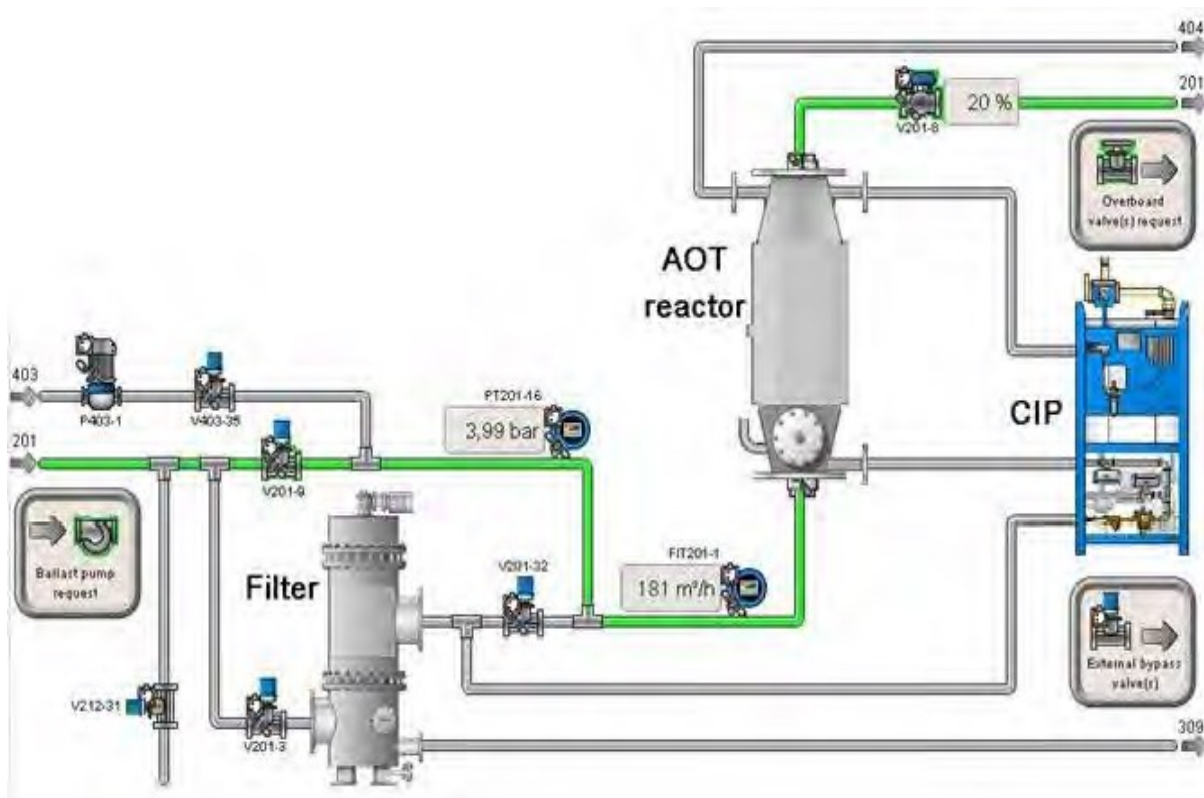 404
201
20 %
V201-8
Overboard
valve(s) request
AOT
reactor
403
P403-1
V403-35
PT201-16
3,99 bar
CIP
201
V201-9
Ballast pump
request
Filter
V201-32
FIT201-1
181 m³/h
External bypass
valve(s)
V212-31
V201-3
309